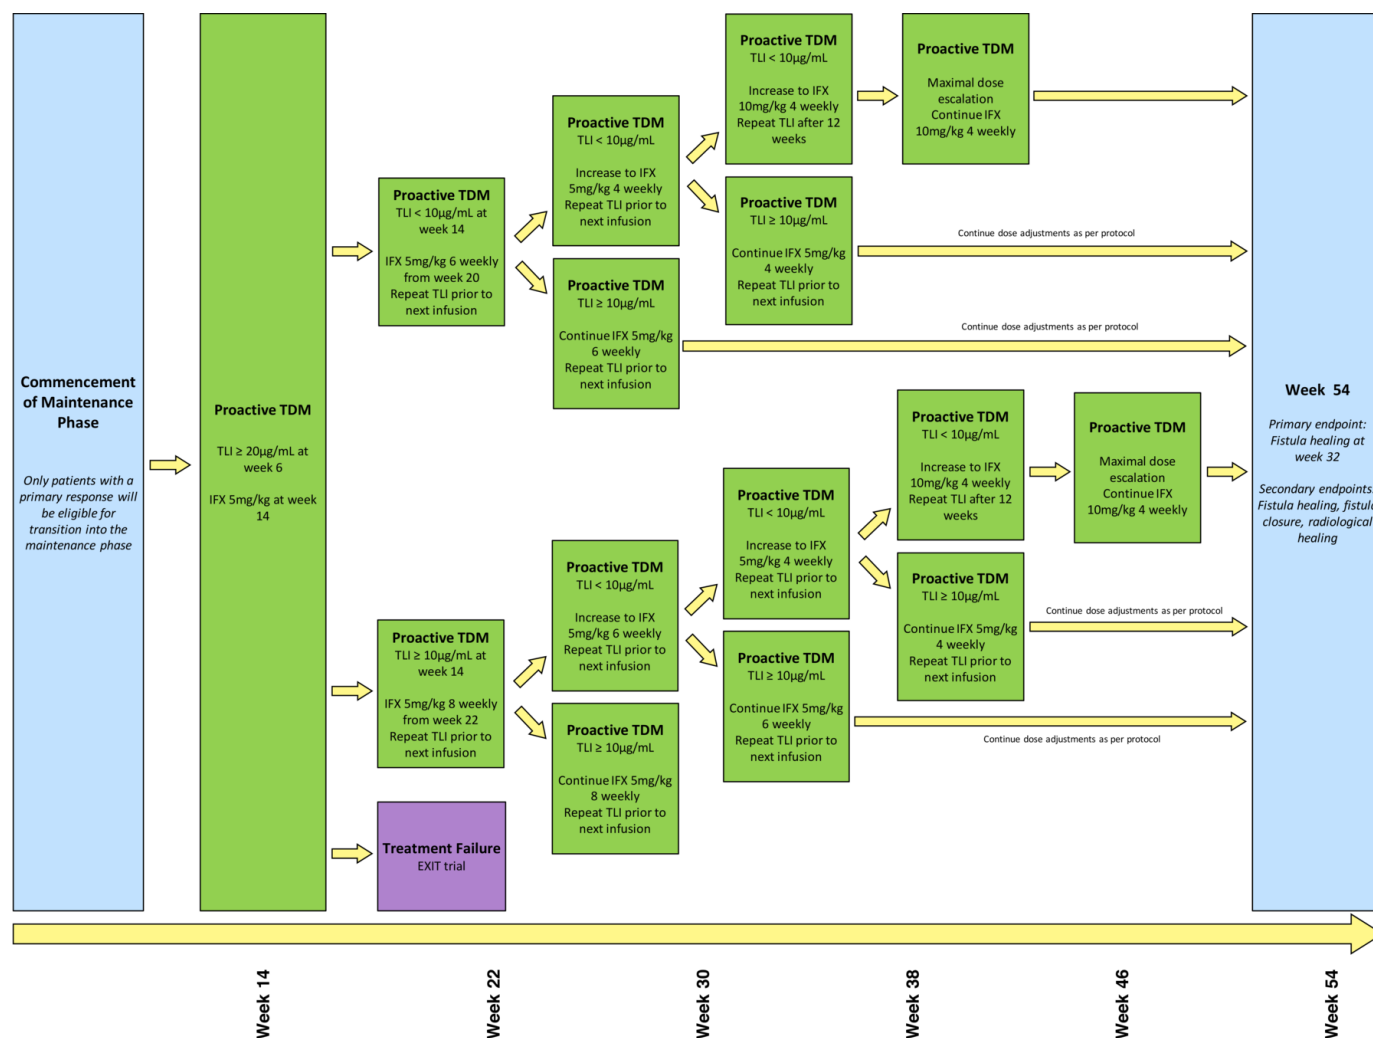 Commencement
of Maintenance
Phase
Only patients with a
primary response will
be eligible for
transition into the
maintenance phase
Proactive TDM
TLI ≥ 20µg/mL at
week 6
IFX 5mg/kg at week
14
Proactive TDM
TLI < 10µg/mL at
week 14
IFX 5mg/kg 6 weekly
from week 20
Repeat TLI prior to
next infusion
Proactive TDM
TLI < 10µg/mL
Increase to IFX
5mg/kg 4 weekly
Repeat TLI prior to
next infusion
Proactive TDM
TLI ≥ 10µg/mL
Continue IFX 5mg/kg
6 weekly
Repeat TLI prior to
next infusion
Proactive TDM
TLI < 10µg/mL
Increase to IFX
10mg/kg 4 weekly
Repeat TLI after 12
weeks
Proactive TDM
TLI ≥ 10µg/mL
Continue IFX 5mg/kg
4 weekly
Repeat TLI prior to
next infusion
Proactive TDM
Maximal dose
escalation
Continue IFX
10mg/kg 4 weekly
Continue dose adjustments as per protocol
Continue dose adjustments as per protocol
Proactive TDM
TLI ≥ 10µg/mL at
week 14
IFX 5mg/kg 8 weekly
from week 22
Repeat TLI prior to
next infusion
Proactive TDM
TLI < 10µg/mL
Increase to IFX
5mg/kg 6 weekly
Repeat TLI prior to
next infusion
Proactive TDM
TLI ≥ 10µg/mL
Continue IFX 5mg/kg
8 weekly
Repeat TLI prior to
next infusion
Proactive TDM
TLI < 10µg/mL
Increase to IFX
5mg/kg 4 weekly
Repeat TLI prior to
next infusion
Proactive TDM
TLI ≥ 10µg/mL
Continue IFX 5mg/kg
6 weekly
Repeat TLI prior to
next infusion
Proactive TDM
TLI < 10µg/mL
Increase to IFX
10mg/kg 4 weekly
Repeat TLI after 12
weeks
Proactive TDM
TLI ≥ 10µg/mL
Continue IFX 5mg/kg
4 weekly
Repeat TLI prior to
next infusion
Proactive TDM
Maximal dose
escalation
Continue IFX
10mg/kg 4 weekly
Continue dose adjustments as per protocol
Continue dose adjustments as per protocol
Treatment Failure
EXIT trial
Week 54
Primary endpoint:
Fistula healing at
week 32
Secondary endpoints:
Fistula healing, fistula
closure, radiological
healing
Week 14
Week 22
Week 30
Week 38
Week 46
Week 54